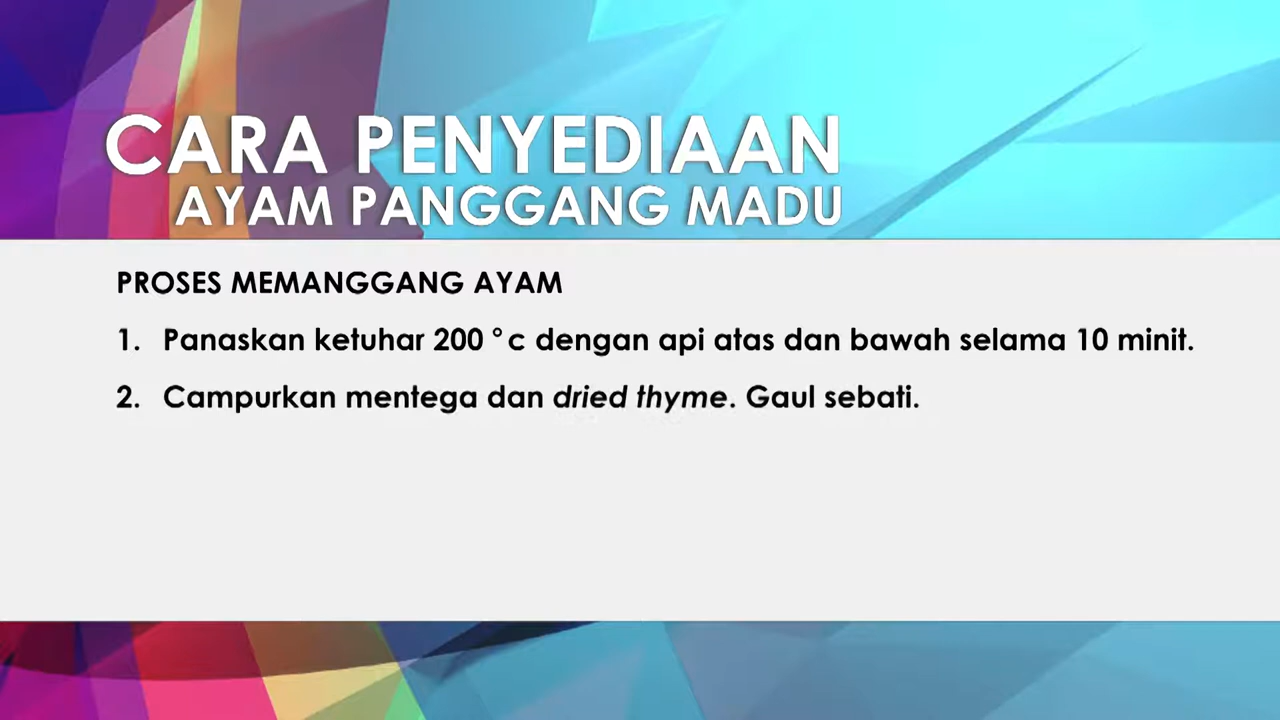 CARA PENYEDIAAN
AYAM PANGGANG MADU
PROSES MEMANGGANG AYAM
1. Panaskan ketuhar 200 °c dengan api atas dan bawah selama 10 minit.
2. Campurkan mentega dan dried thyme. Gaul sebati.